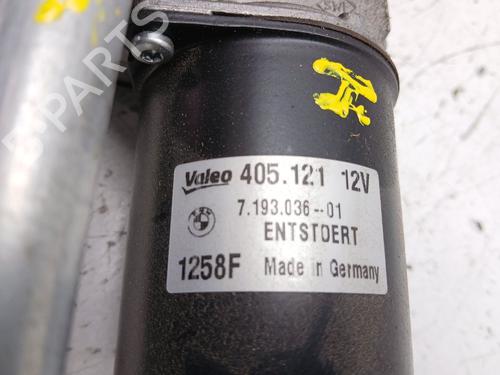 Valeo 405.121 12V
7.193.036--01
ENTSTOERT
1258F Made in Germany
B-PARTS